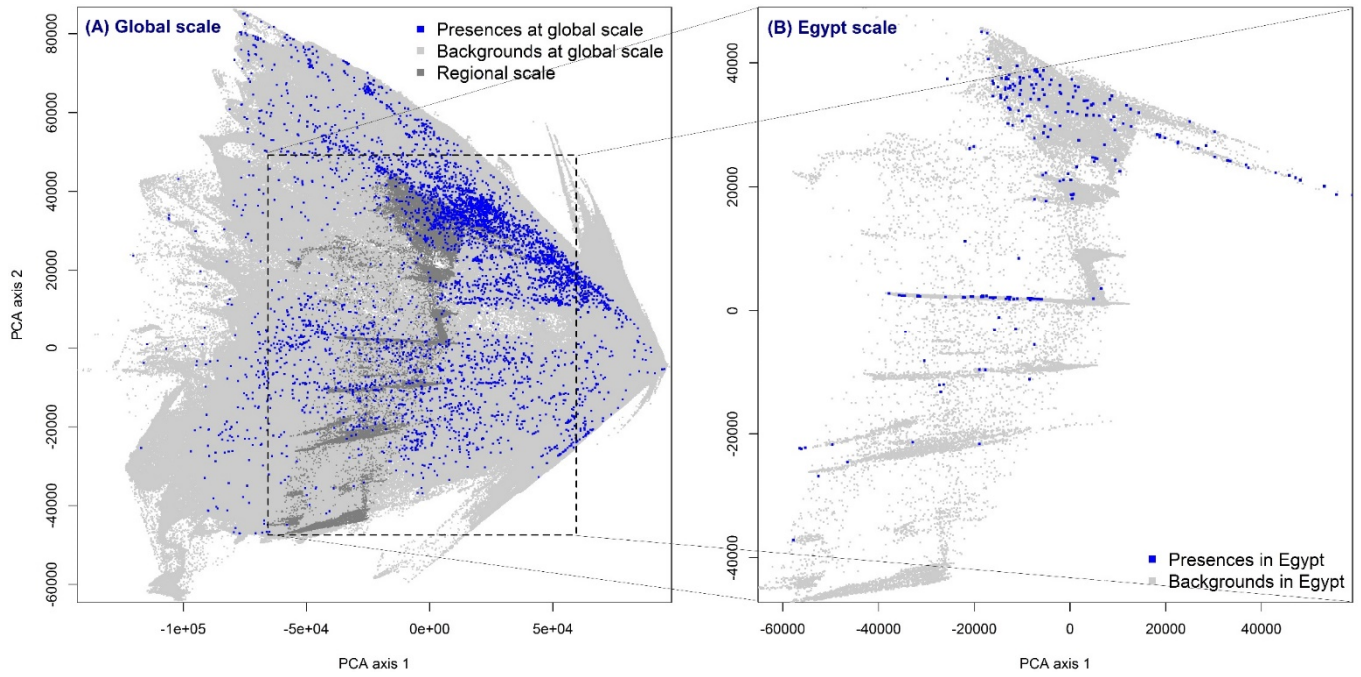 (A) Global scale
Presences at global scale
Backgrounds at global scale
Regional scale
PCA axis 2
80000
60000
40000
20000
0
-20000
-40000
-60000
-1e+05
-5e+04
0e+00
5e+04
PCA axis 1
(B) Egypt scale
40000
20000
0
-20000
-40000
Presences in Egypt
Backgrounds in Egypt
-60000
-40000
-20000
0
20000
40000
PCA axis 1